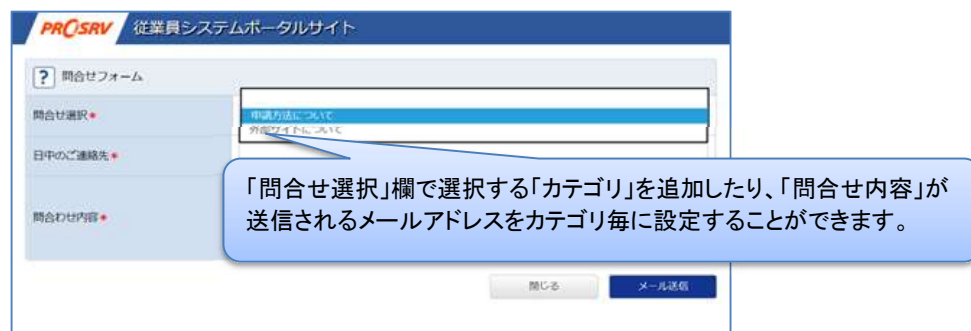 PROSRV 従業員システムポータルサイト
? 問合せフォーム
問合せ選択*
申請方法について
外部サイトについて
日中のご連絡先*
「問合せ選択」欄で選択する「カテゴリ」を追加したり、「問合せ内容」が
送信されるメールアドレスをカテゴリ毎に設定することができます。
問合わせ内容*
閉じる メール送信